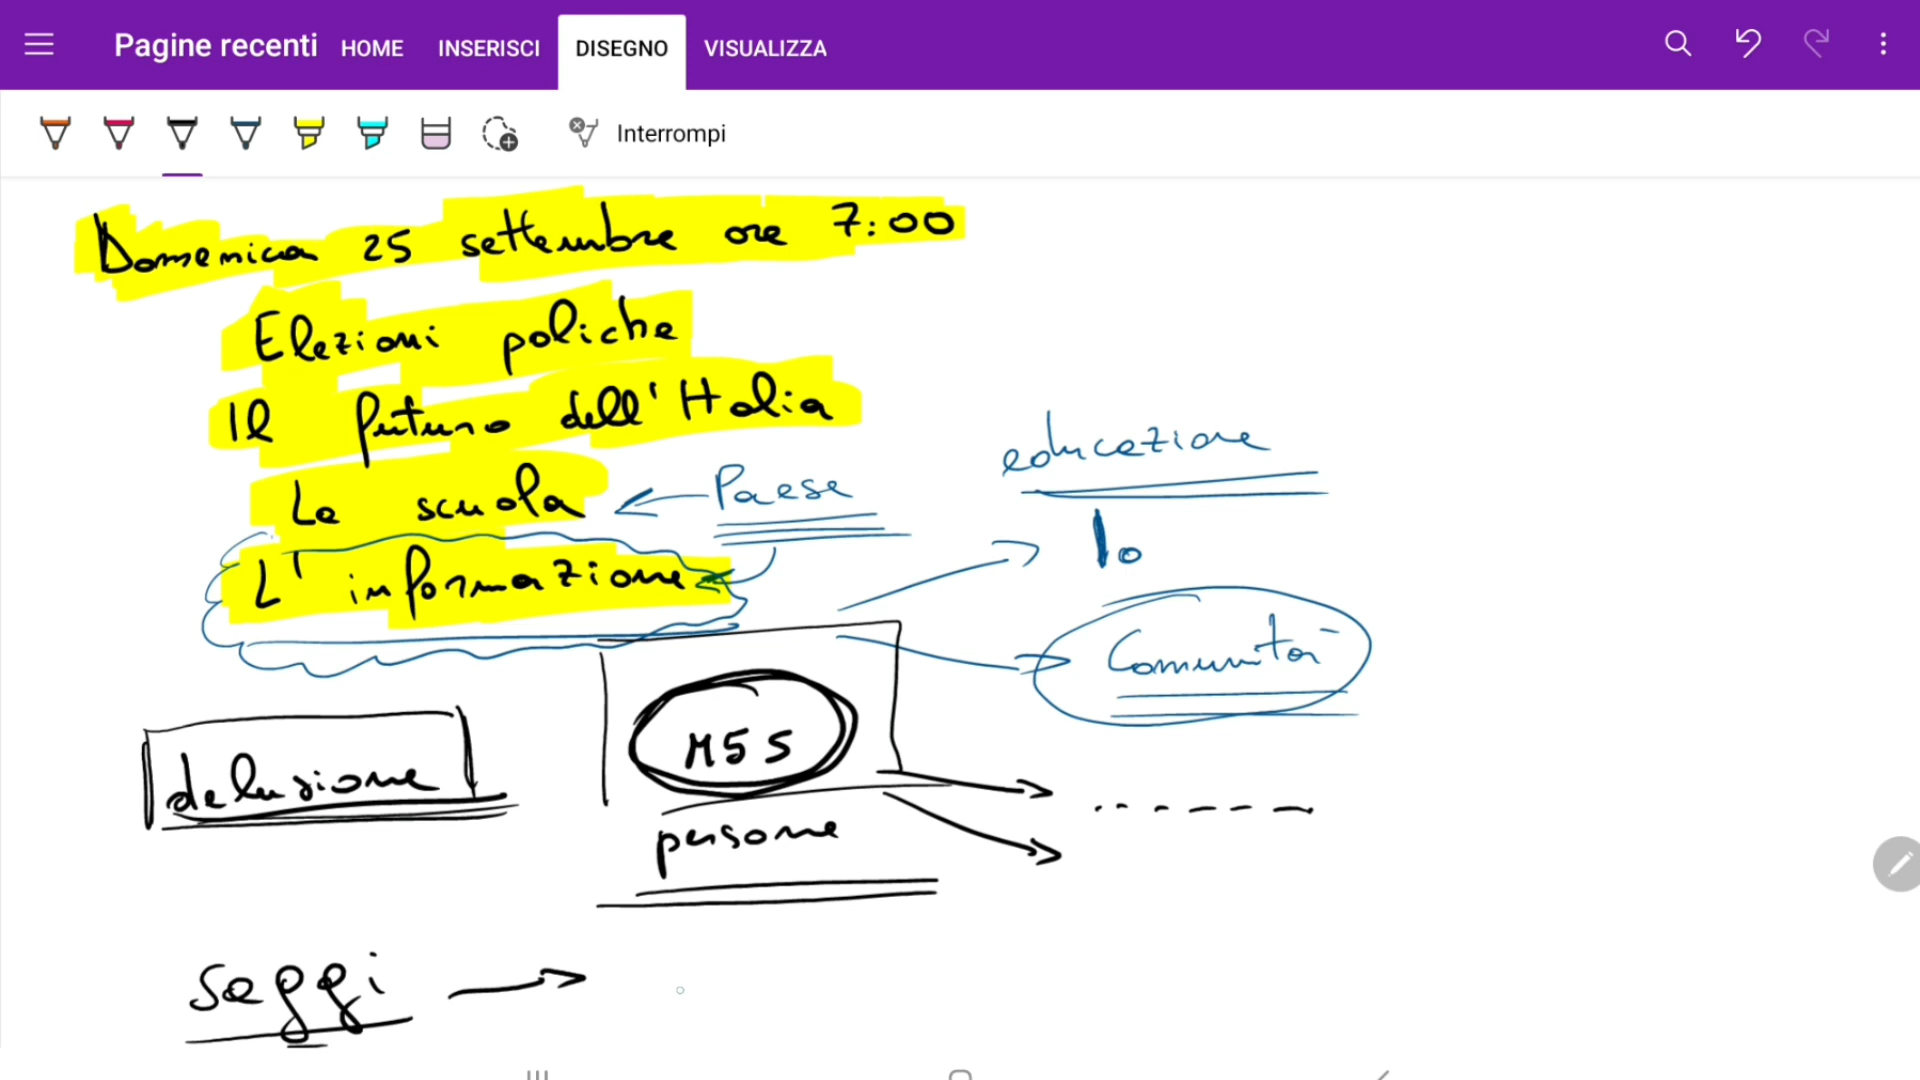 Pagine recenti HOME INSERISCI DISEGNO VISUALIZZA
Interrompi
Domenica 25 settembre ore 7:00
Elezioni poliche
Il futuro dell'Italia
La scuola
Paese
educazione
L'informazione
Io
Comunità
M5S
delusione
persone
seggi